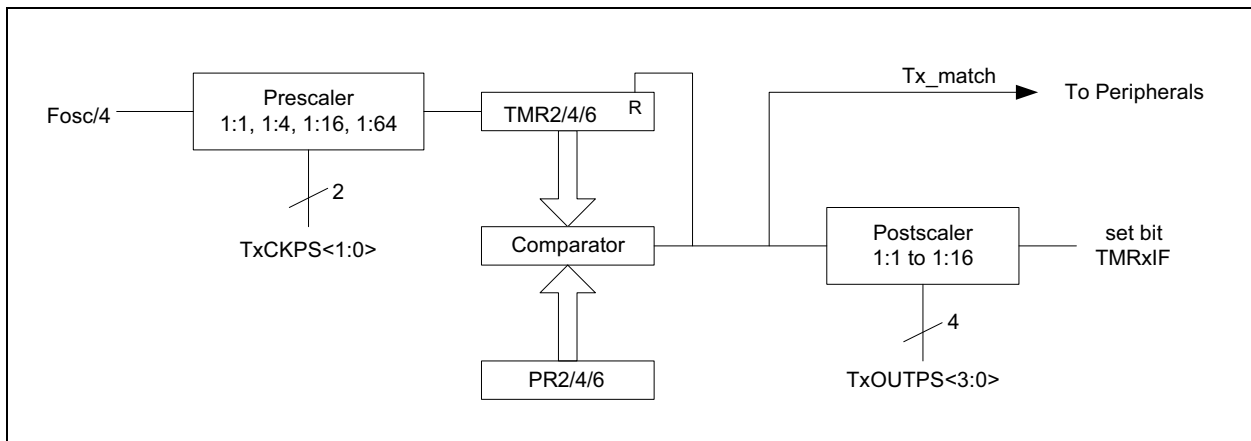 Fosc/4
Prescaler
1:1, 1:4, 1:16, 1:64
2
TxCKPS<1:0>
TMR2/4/6
R
Comparator
PR2/4/6
Tx_match
To Peripherals
Postscaler
1:1 to 1:16
4
TxOUTPS<3:0>
set bit
TMRxIF